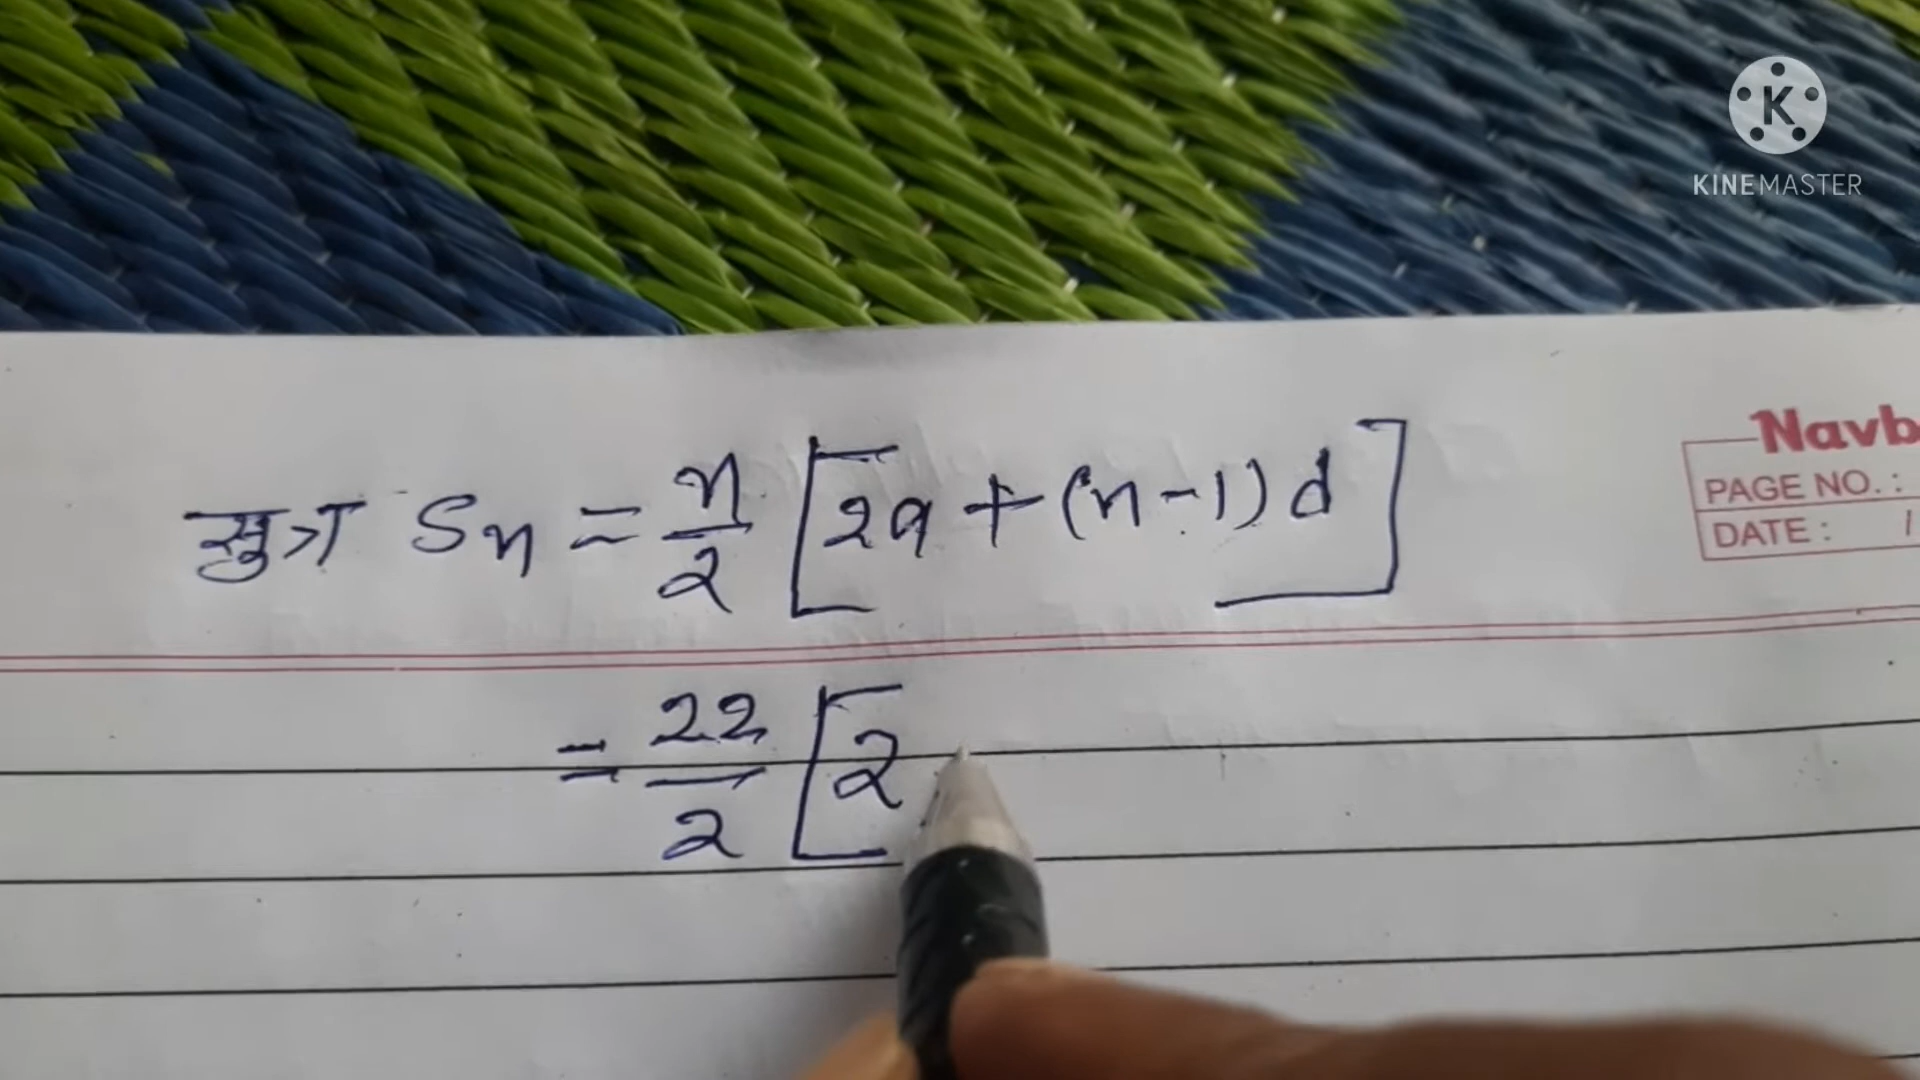 KINEMASTER
Navb
PAGE NO. :
DATE : /
सुत्र Sn = n/2 [2a + (n-1) d]
= 22/2 [2